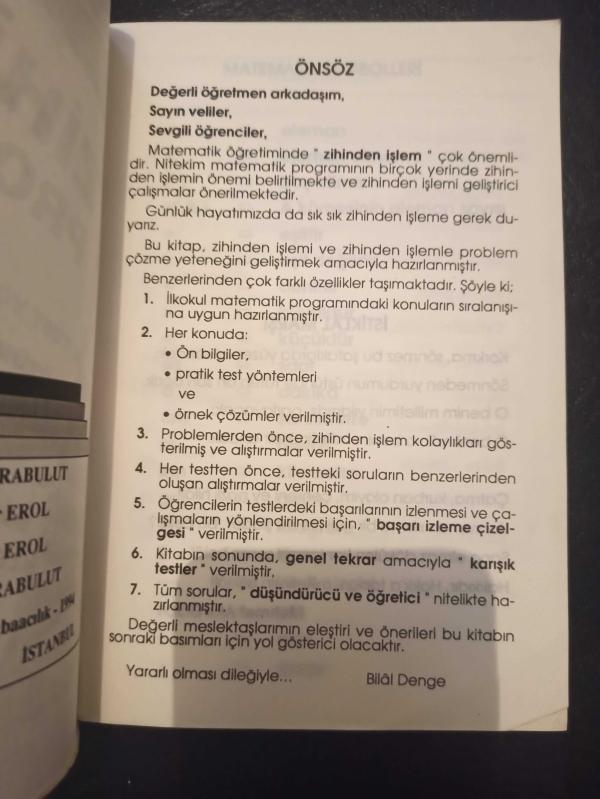 ÖNSÖZ
Değerli öğretmen arkadaşım,
Sayın veliler,
Sevgili öğrenciler,
Matematik öğretiminde " zihinden işlem " çok önemli-
dir. Nitekim matematik programının birçok yerinde zihin-
den işlemin önemi belirtilmekte ve zihinden işlemi geliştirici
çalışmalar önerilmektedir.
Günlük hayatımızda da sık sık zihinden işleme gerek du-
yarız.
Bu kitap, zihinden işlemi ve zihinden işlemle problem
çözme yeteneğini geliştirmek amacıyla hazırlanmıştır.
Benzerlerinden çok farklı özellikler taşımaktadır. Şöyle ki;
1. İlkokul matematik programındaki konuların sıralanışı-
na uygun hazırlanmıştır.
2. Her konuda:
• Ön bilgiler,
• pratik test yöntemleri
ve
• örnek çözümler verilmiştir.
3. Problemlerden önce, zihinden işlem kolaylıkları gös-
terilmiş ve alıştırmalar verilmiştir.
4. Her testten önce, testteki soruların benzerlerinden
oluşan alıştırmalar verilmiştir.
5. Öğrencilerin testlerdeki başarılarının izlenmesi ve ça-
lışmaların yönlendirilmesi için, " başarı izleme çizel-
gesi " verilmiştir.
6. Kitabın sonunda, genel tekrar amacıyla " karışık
testler " verilmiştir.
7. Tüm sorular, " düşündürücü ve öğretici " nitelikte ha-
zırlanmıştır.
Değerli meslektaşlarımın eleştiri ve önerileri bu kitabın
sonraki basımları için yol gösterici olacaktır.
Yararlı olması dileğiyle... Bilâl Denge
RABULUT
EROL
EROL
RABULUT
baacılık - 1994
İSTANBUL